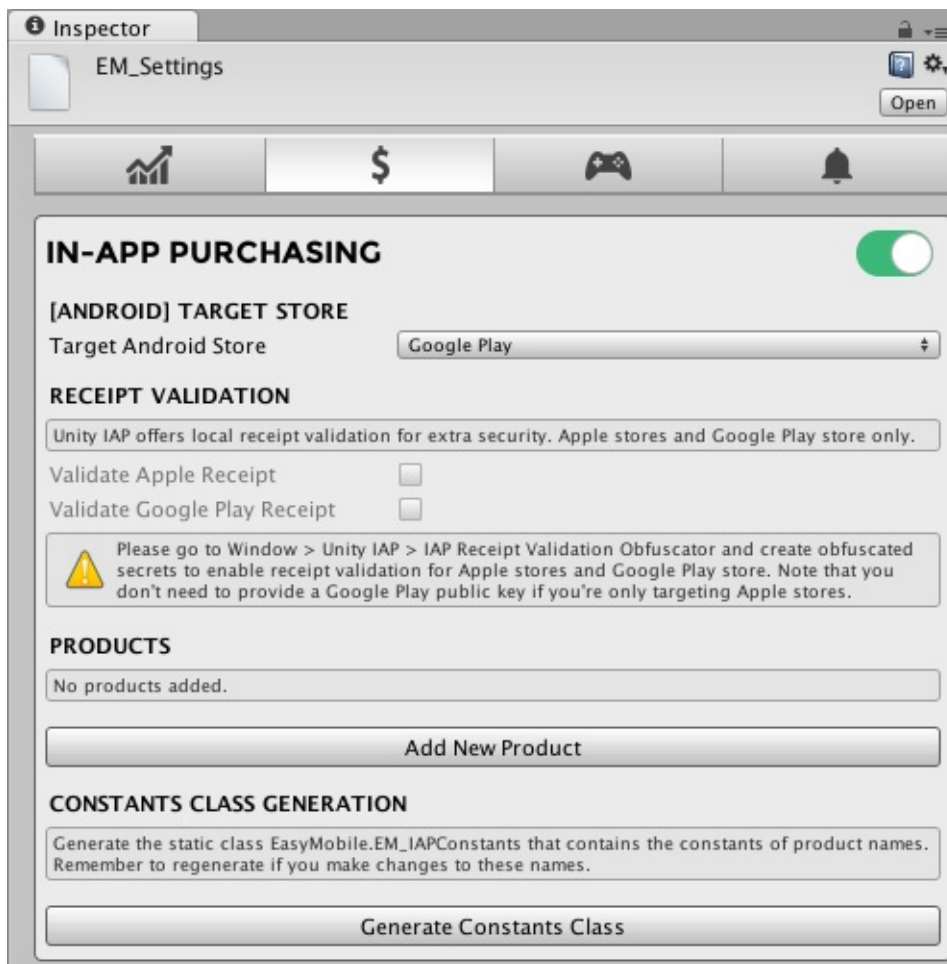 Inspector
EM_Settings
Open
$
IN-APP PURCHASING
[ANDROID] TARGET STORE
Target Android Store
Google Play
RECEIPT VALIDATION
Unity IAP offers local receipt validation for extra security. Apple stores and Google Play store only.
Validate Apple Receipt
Validate Google Play Receipt
Please go to Window > Unity IAP > IAP Receipt Validation Obfuscator and create obfuscated
secrets to enable receipt validation for Apple stores and Google Play store. Note that you
don't need to provide a Google Play public key if you're only targeting Apple stores.
PRODUCTS
No products added.
Add New Product
CONSTANTS CLASS GENERATION
Generate the static class EasyMobile.EM_IAPConstants that contains the constants of product names.
Remember to regenerate if you make changes to these names.
Generate Constants Class